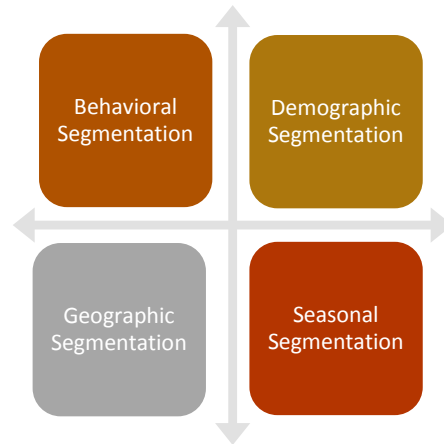 Behavioral
Segmentation
Demographic
Segmentation
Geographic
Segmentation
Seasonal
Segmentation